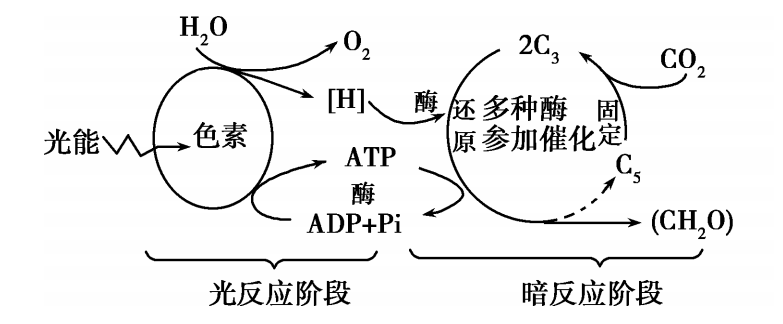 H₂O
O₂
2C₃
CO₂
[H]
酶
还原
多种酶
参加催化
固定
光能
色素
ATP
酶
ADP+Pi
C₅
(CH₂O)
光反应阶段
暗反应阶段